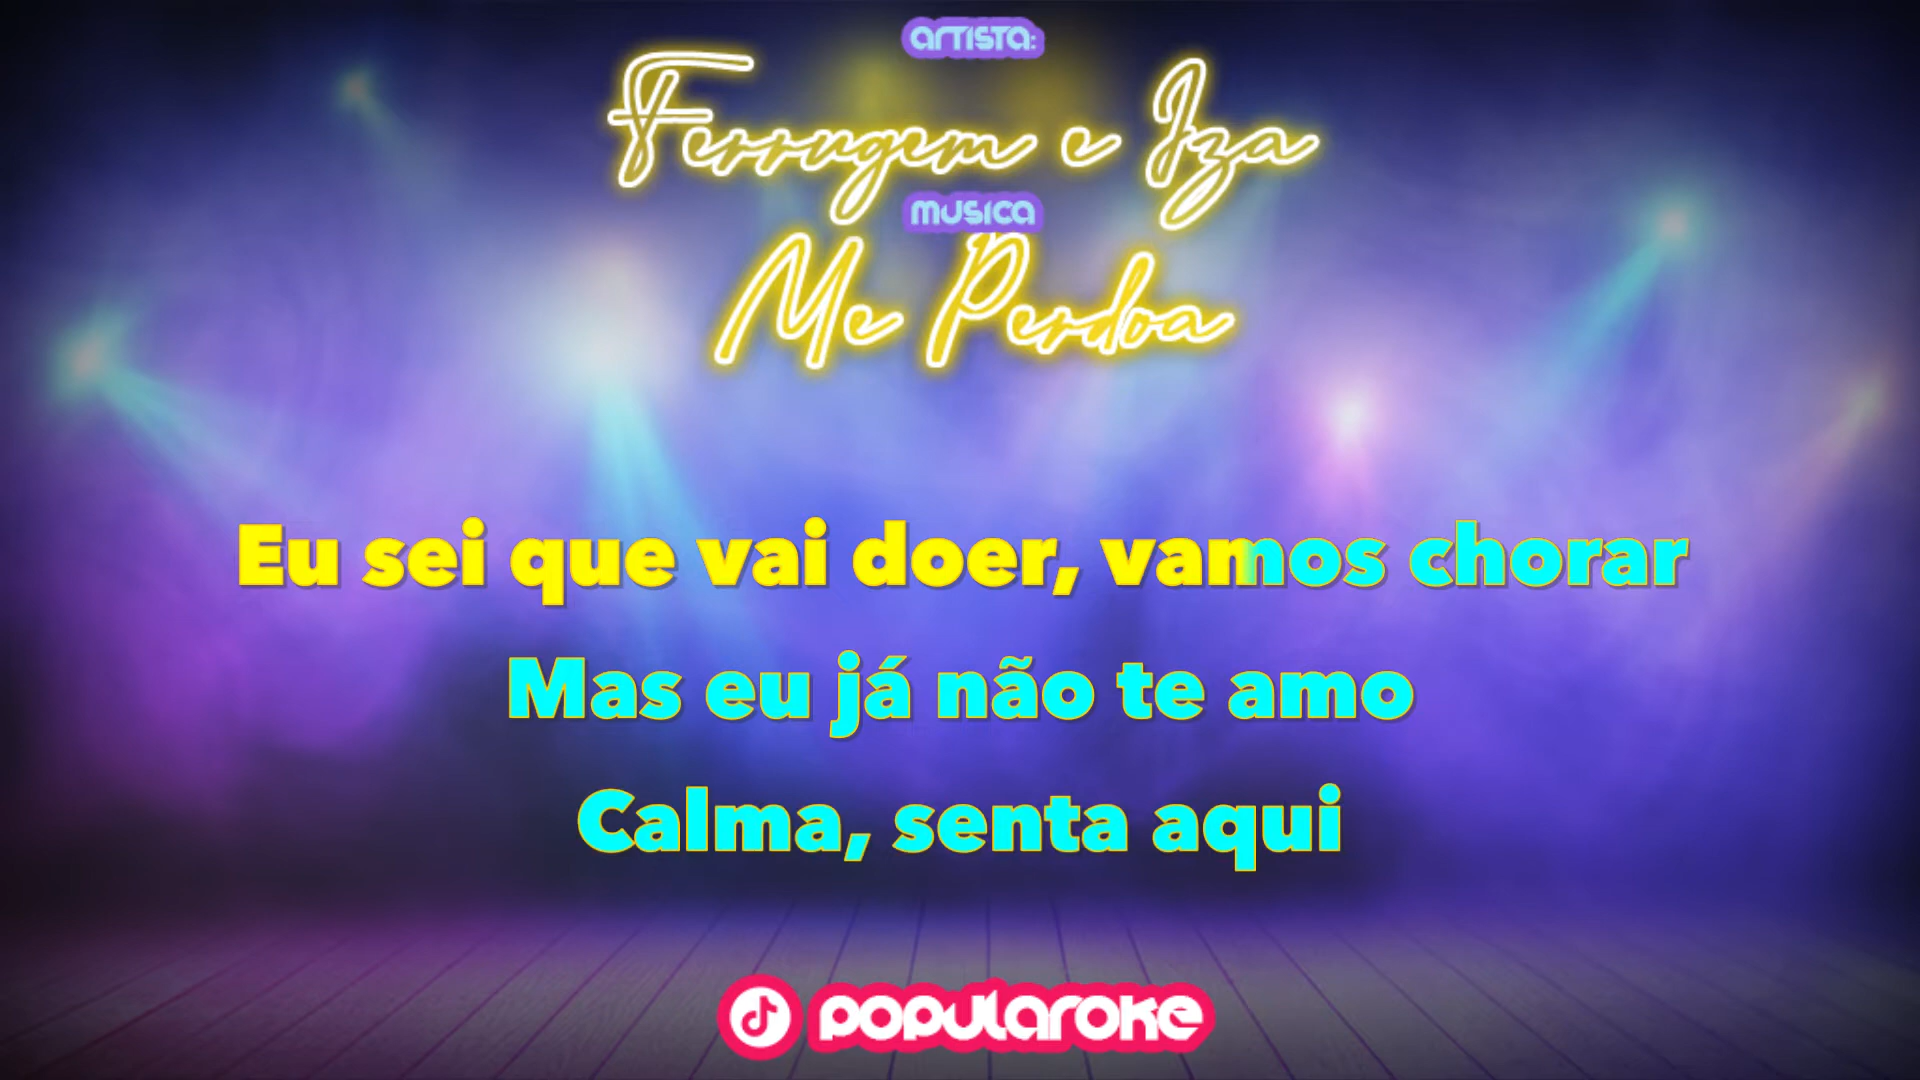 ARTISTA:
Ferrugem e Iza
MUSICA
Me Perdoa
Eu sei que vai doer, vamos chorar
Mas eu já não te amo
Calma, senta aqui
POPULAROKE